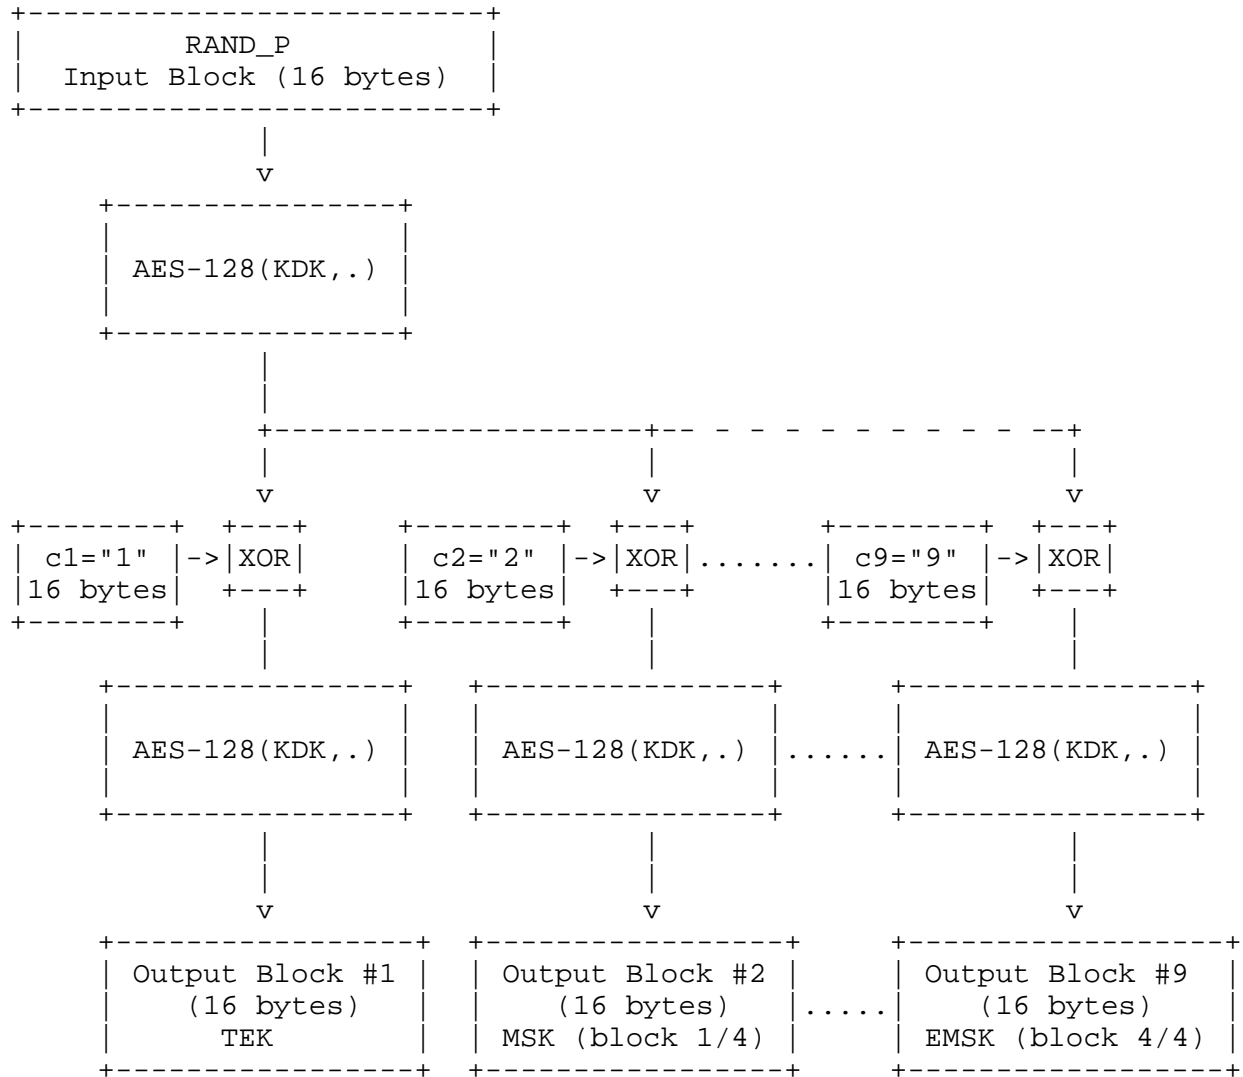 RAND_P
Input Block (16 bytes)
AES-128(KDK,.)
c1="1" -> XOR c2="2" -> XOR ....... c9="9" -> XOR
16 bytes 16 bytes 16 bytes
AES-128(KDK,.) AES-128(KDK,.) ...... AES-128(KDK,.)
Output Block #1 Output Block #2 Output Block #9
(16 bytes) (16 bytes) ..... (16 bytes)
TEK MSK (block 1/4) EMSK (block 4/4)